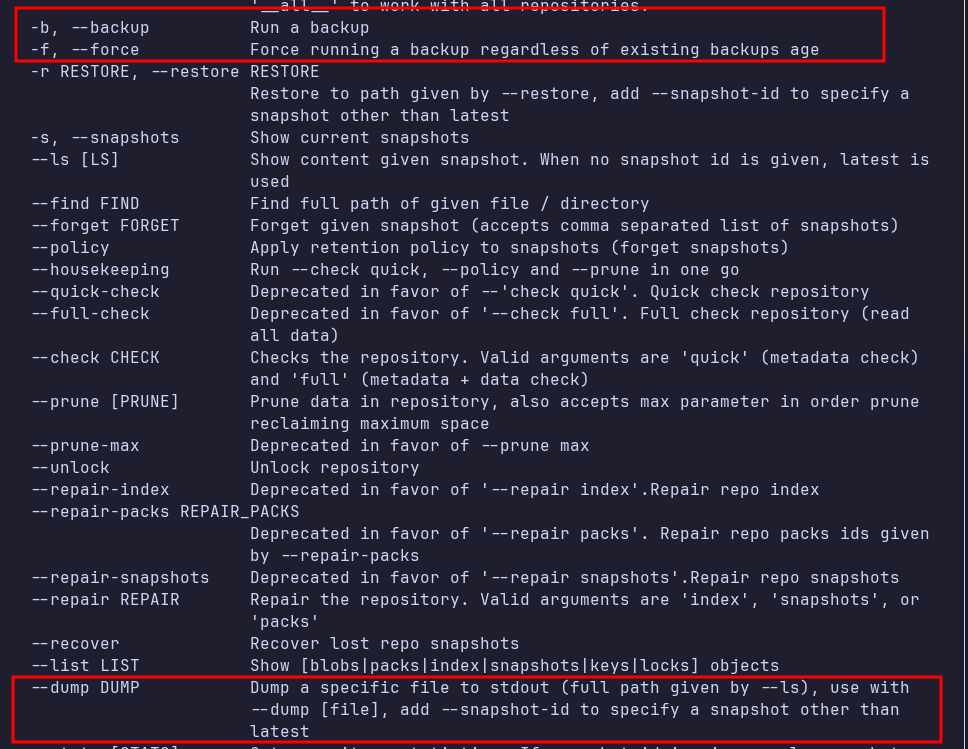 '__all__' to work with all repositories.
-b, --backup Run a backup
-f, --force Force running a backup regardless of existing backups age
-r RESTORE, --restore RESTORE
Restore to path given by --restore, add --snapshot-id to specify a
snapshot other than latest
-s, --snapshots Show current snapshots
--ls [LS] Show content given snapshot. When no snapshot id is given, latest is
used
--find FIND Find full path of given file / directory
--forget FORGET Forget given snapshot (accepts comma separated list of snapshots)
--policy Apply retention policy to snapshots (forget snapshots)
--housekeeping Run --check quick, --policy and --prune in one go
--quick-check Deprecated in favor of --'check quick'. Quick check repository
--full-check Deprecated in favor of '--check full'. Full check repository (read
all data)
--check CHECK Checks the repository. Valid arguments are 'quick' (metadata check)
and 'full' (metadata + data check)
--prune [PRUNE] Prune data in repository, also accepts max parameter in order prune
reclaiming maximum space
--prune-max Deprecated in favor of --prune max
--unlock Unlock repository
--repair-index Deprecated in favor of '--repair index'.Repair repo index
--repair-packs REPAIR_PACKS
Deprecated in favor of '--repair packs'. Repair repo packs ids given
by --repair-packs
--repair-snapshots Deprecated in favor of '--repair snapshots'.Repair repo snapshots
--repair REPAIR Repair the repository. Valid arguments are 'index', 'snapshots', or
'packs'
--recover Recover lost repo snapshots
--list LIST Show [blobs|packs|index|snapshots|keys|locks] objects
--dump DUMP Dump a specific file to stdout (full path given by --ls), use with
--dump [file], add --snapshot-id to specify a snapshot other than
latest